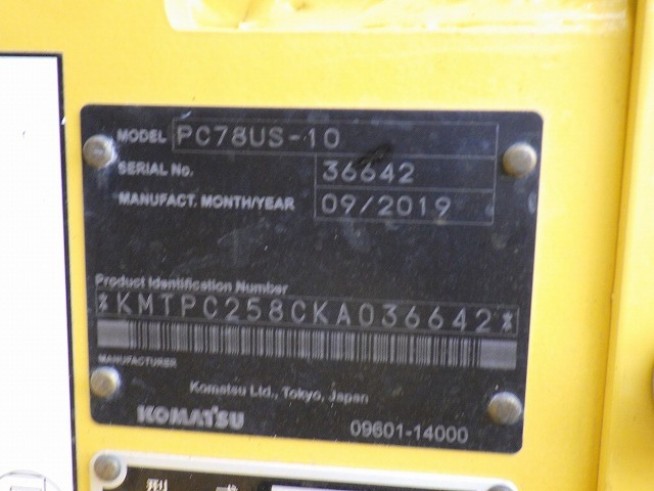 MODEL PC78US-10
SERIAL No. 36642
MANUFACT. MONTH/YEAR 09/2019
Product Identification Number
*KMTPC258CKA036642*
MANUFACTURER
Komatsu Ltd., Tokyo, Japan
KOMATSU 09601-14000